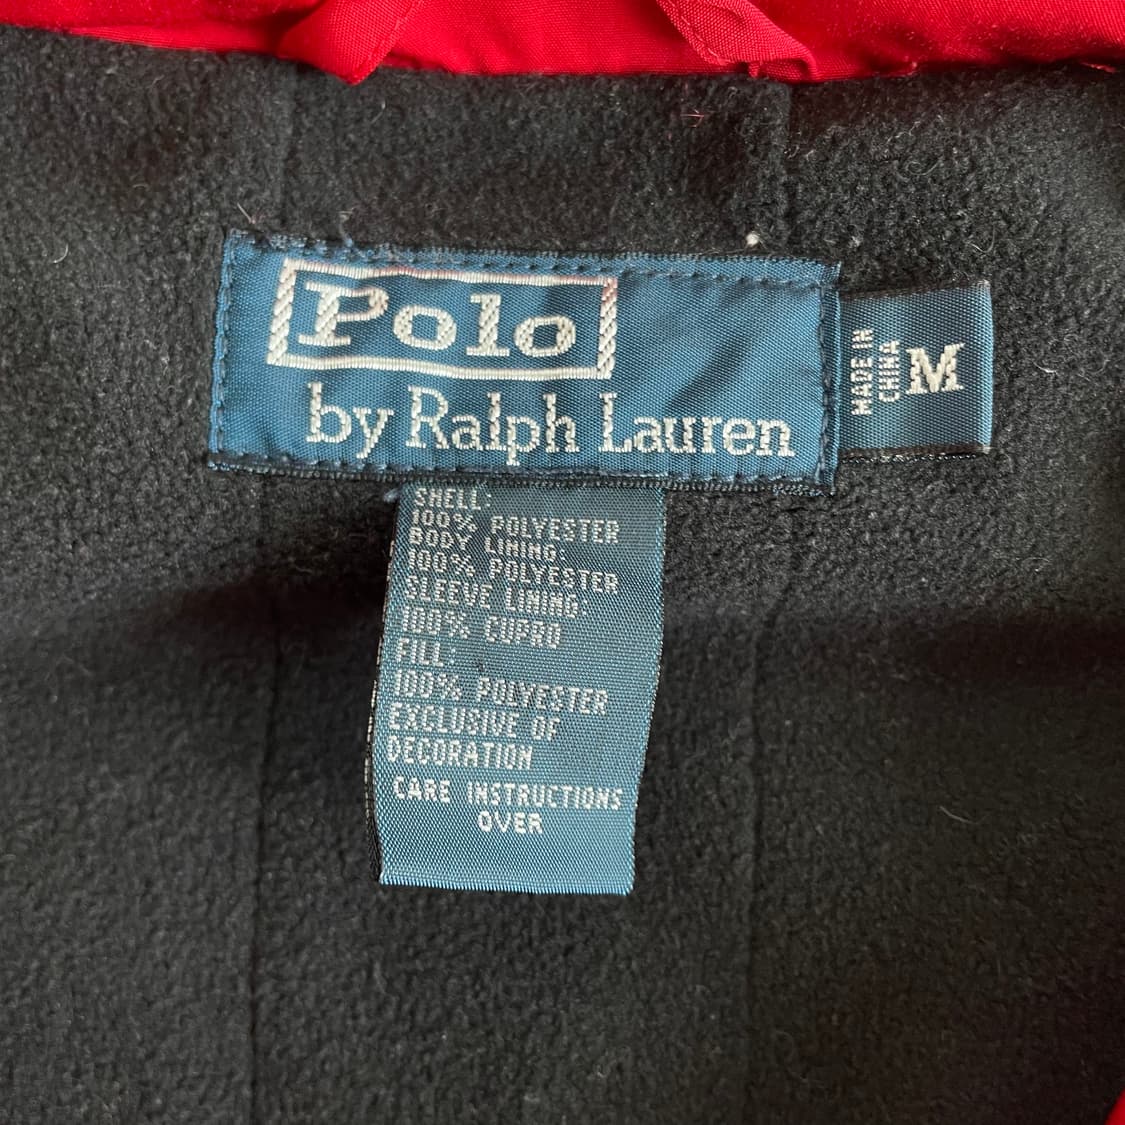 Polo
by Ralph Lauren
MADE IN
CHINA
M
SHELL:
100% POLYESTER
BODY LINING:
100% POLYESTER
SLEEVE LINING:
100% CUPRO
FILL:
100% POLYESTER
EXCLUSIVE OF
DECORATION
CARE INSTRUCTIONS
OVER